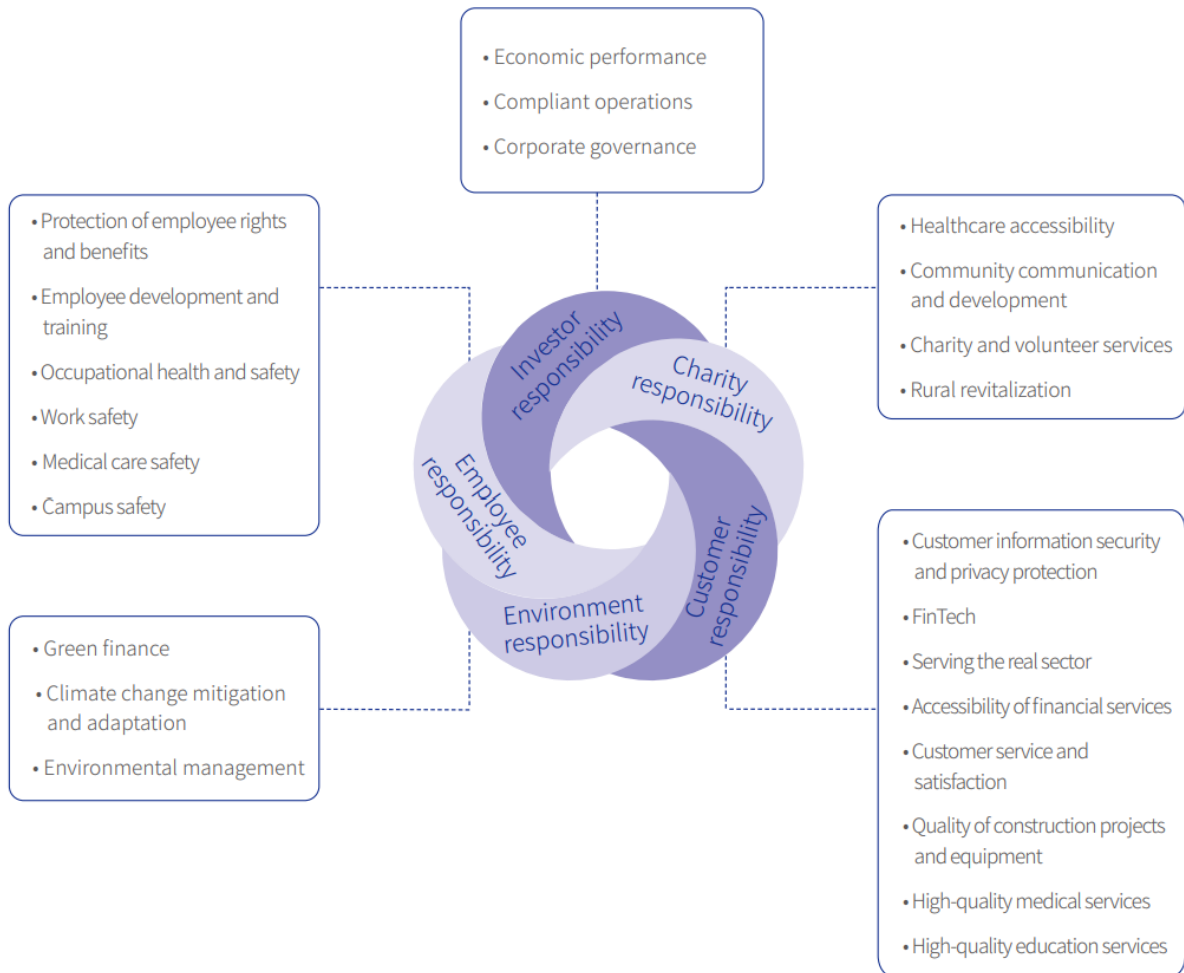 • Economic performance
• Compliant operations
• Corporate governance
• Protection of employee rights
and benefits
• Employee development and
training
• Occupational health and safety
• Work safety
• Medical care safety
• Campus safety
• Healthcare accessibility
• Community communication
and development
• Charity and volunteer services
• Rural revitalization
Investor
responsibility
Charity
responsibility
Employee
responsibility
Customer
responsibility
Environment
responsibility
• Green finance
• Climate change mitigation
and adaptation
• Environmental management
• Customer information security
and privacy protection
• FinTech
• Serving the real sector
• Accessibility of financial services
• Customer service and
satisfaction
• Quality of construction projects
and equipment
• High-quality medical services
• High-quality education services